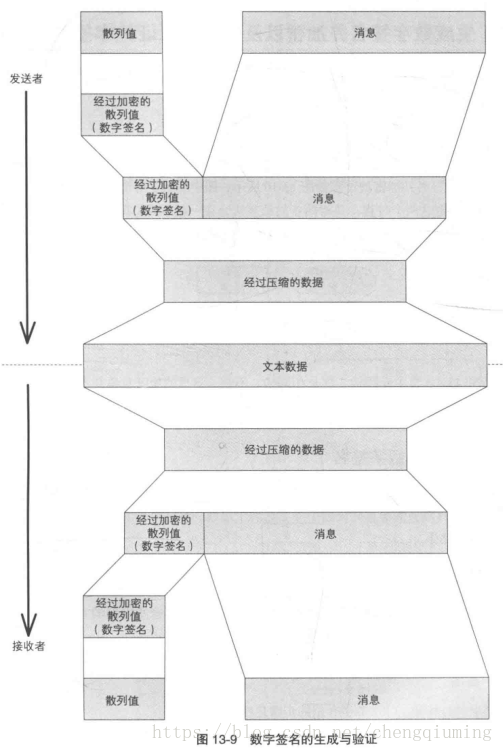 散列值
消息
发送者
经过加密的
散列值
(数字签名)
经过加密的
散列值
(数字签名)
消息
经过压缩的数据
文本数据
经过压缩的数据
经过加密的
散列值
(数字签名)
消息
经过加密的
散列值
(数字签名)
接收者
散列值
消息
https://blog.csdn.net/chengqiuming
图 13-9 数字签名的生成与验证